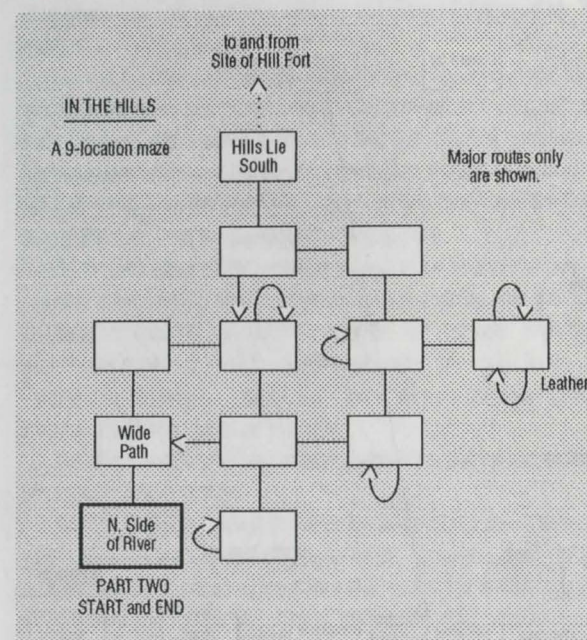 to and from
Site of Hill Fort
IN THE HILLS
A 9-location maze
Hills Lie
South
Major routes only
are shown.
Leather
Wide
Path
N. Side
of River
PART TWO
START and END